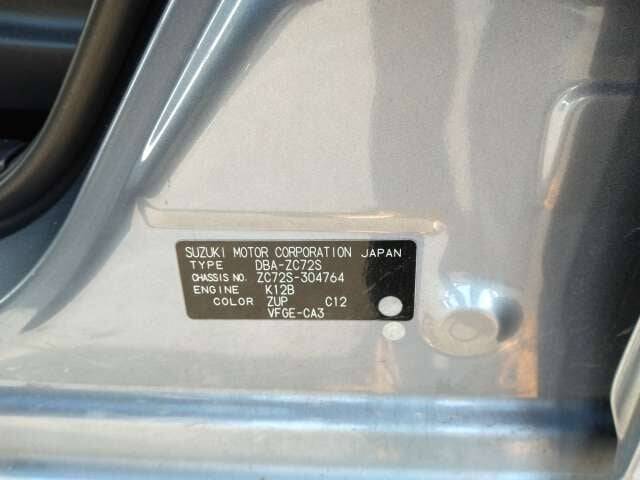 SUZUKI MOTOR CORPORATION JAPAN
TYPE DBA-ZC72S
CHASSIS NO. ZC72S-304764
ENGINE K12B
COLOR ZUP C12
VFGE-CA3